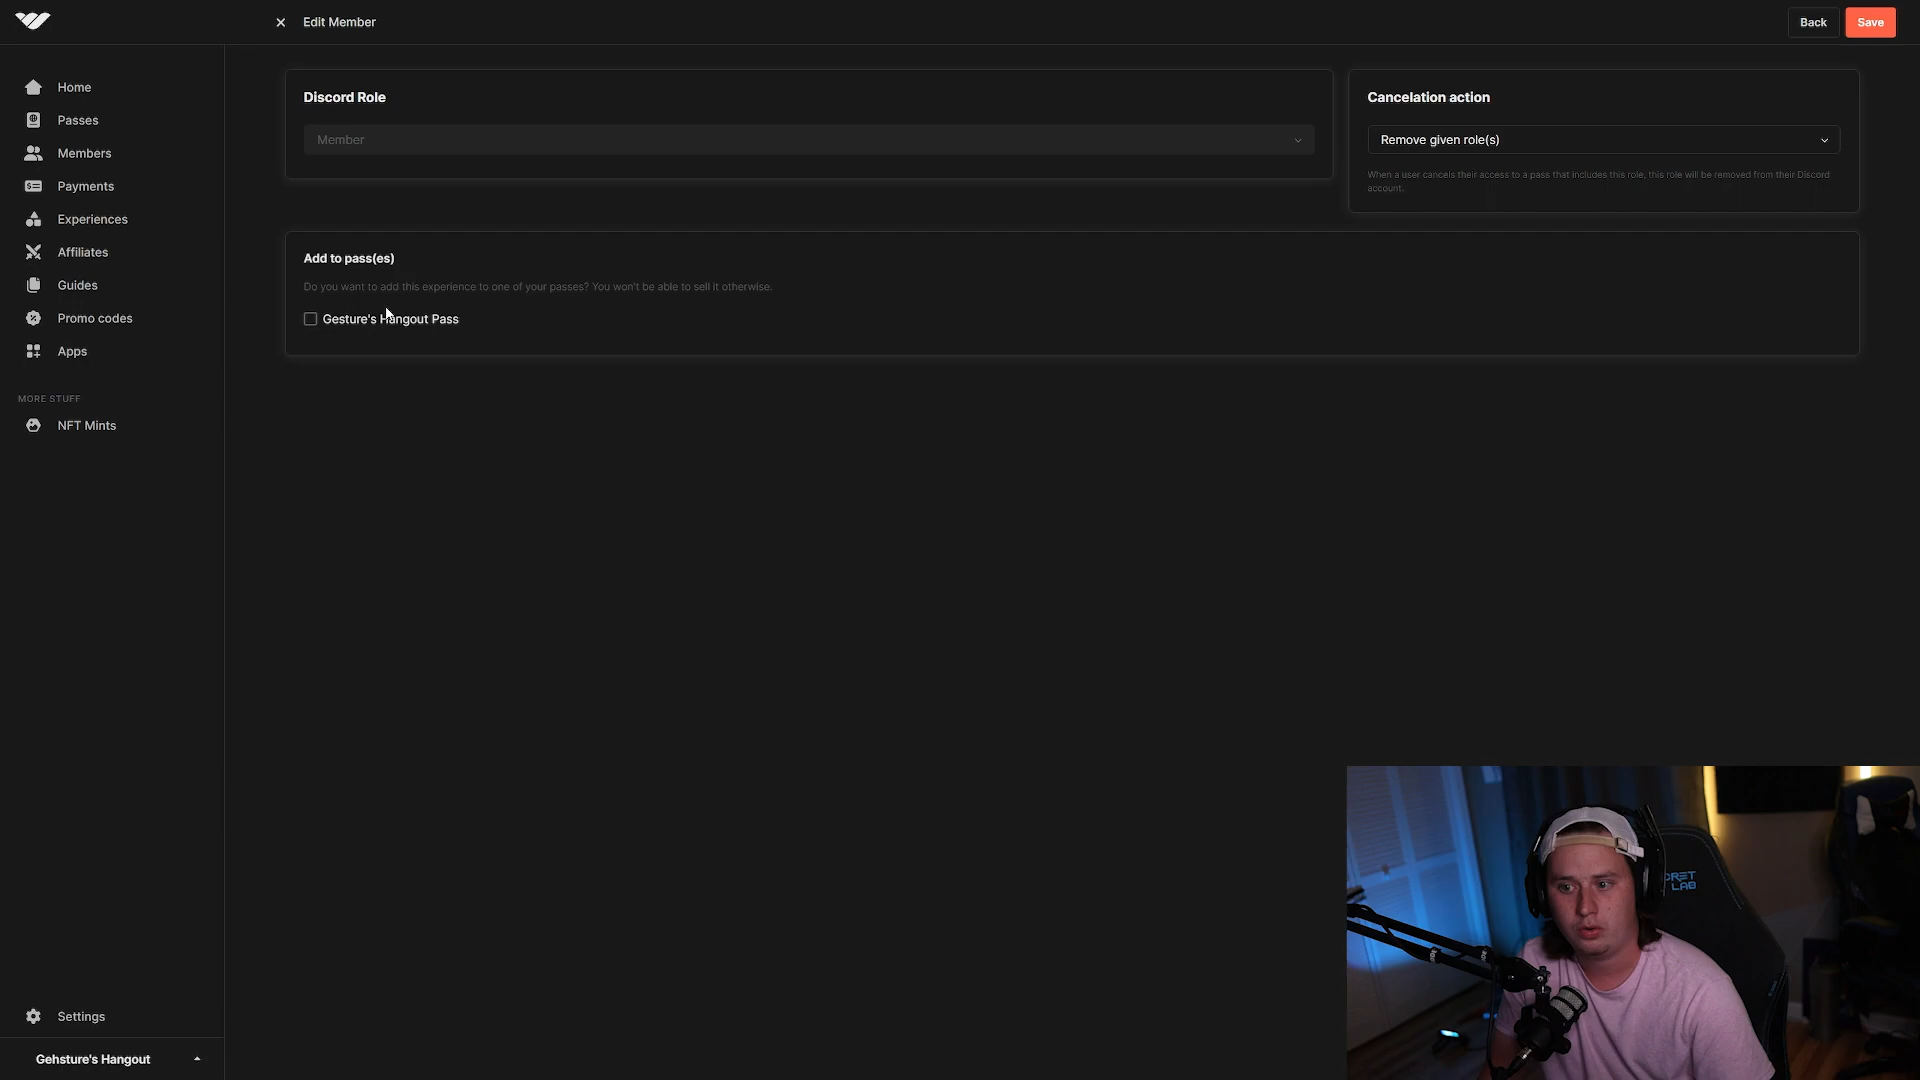 Edit Member
Back
Save
Home
Passes
Members
Payments
Experiences
Affiliates
Guides
Promo codes
Apps
MORE STUFF
NFT Mints
Settings
Gehsture's Hangout
Discord Role
Member
Cancelation action
Remove given role(s)
When a user cancels their access to a pass that includes this role, this role will be removed from their Discord
account.
Add to pass(es)
Do you want to add this experience to one of your passes? You won't be able to sell it otherwise.
Gesture's Hangout Pass
CRET
LAB